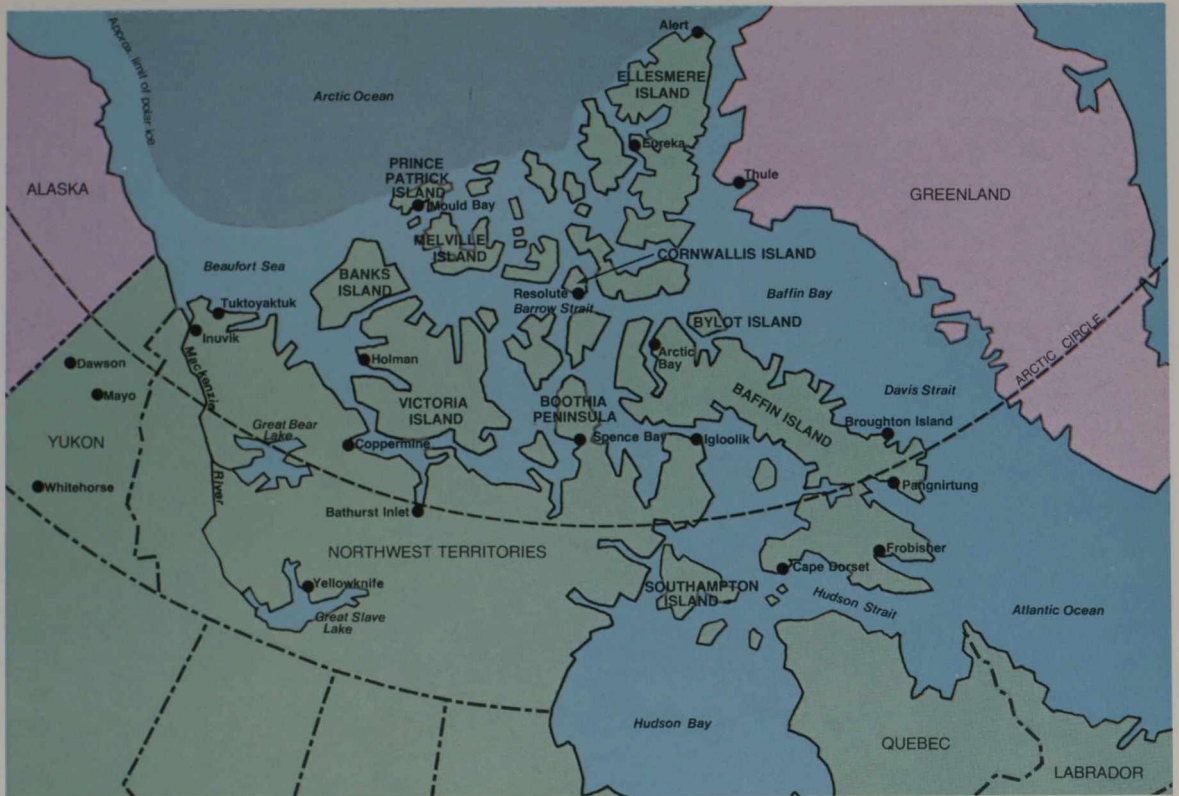 Alert
Approx. limit of polar ice
ELLESMERE
ISLAND
Arctic Ocean
Eureka
PRINCE
PATRICK
ISLAND
ALASKA
Thule
GREENLAND
Mould Bay
MELVILLE
ISLAND
CORNWALLIS ISLAND
Beaufort Sea
BANKS
ISLAND
Resolute
Barrow Strait
Baffin Bay
Tuktoyaktuk
BYLOT ISLAND
Inuvik
ARCTIC CIRCLE
Arctic
Bay
Holman
Dawson
Mackenzie
River
Mayo
VICTORIA
ISLAND
BOOTHIA
PENINSULA
BAFFIN ISLAND
Davis Strait
Broughton Island
Great Bear
Lake
YUKON
Coppermine
Spence Bay
Igloolik
Whitehorse
Pangnirtung
Bathurst Inlet
NORTHWEST TERRITORIES
Frobisher
Cape Dorset
Yellowknife
SOUTHAMPTON
ISLAND
Hudson Strait
Atlantic Ocean
Great Slave
Lake
Hudson Bay
QUEBEC
LABRADOR